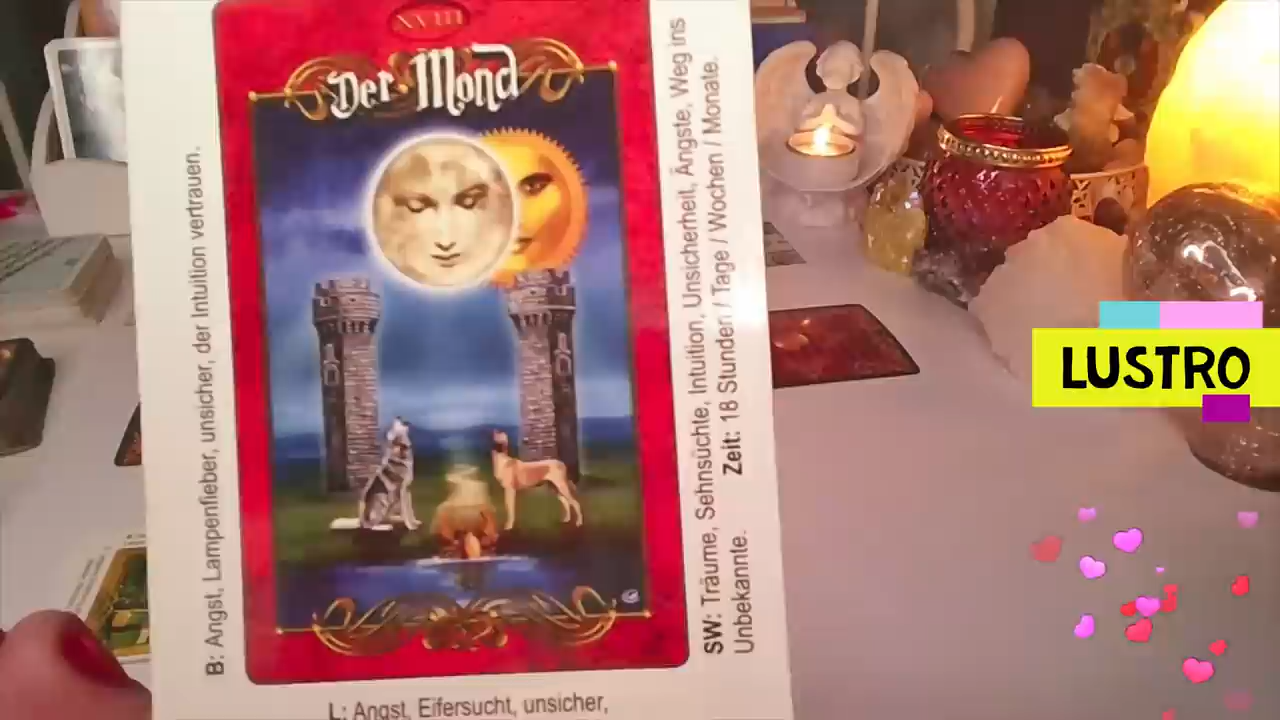 XVIII
Der Mond
B: Angst, Lampenfieber, unsicher, der Intuition vertrauen.
SW: Träume, Sehnsüchte, Intuition, Unsicherheit, Ängste, Weg ins
Unbekannte. Zeit: 18 Stunden / Tage / Wochen / Monate.
L: Angst, Eifersucht, unsicher,
LUSTRO